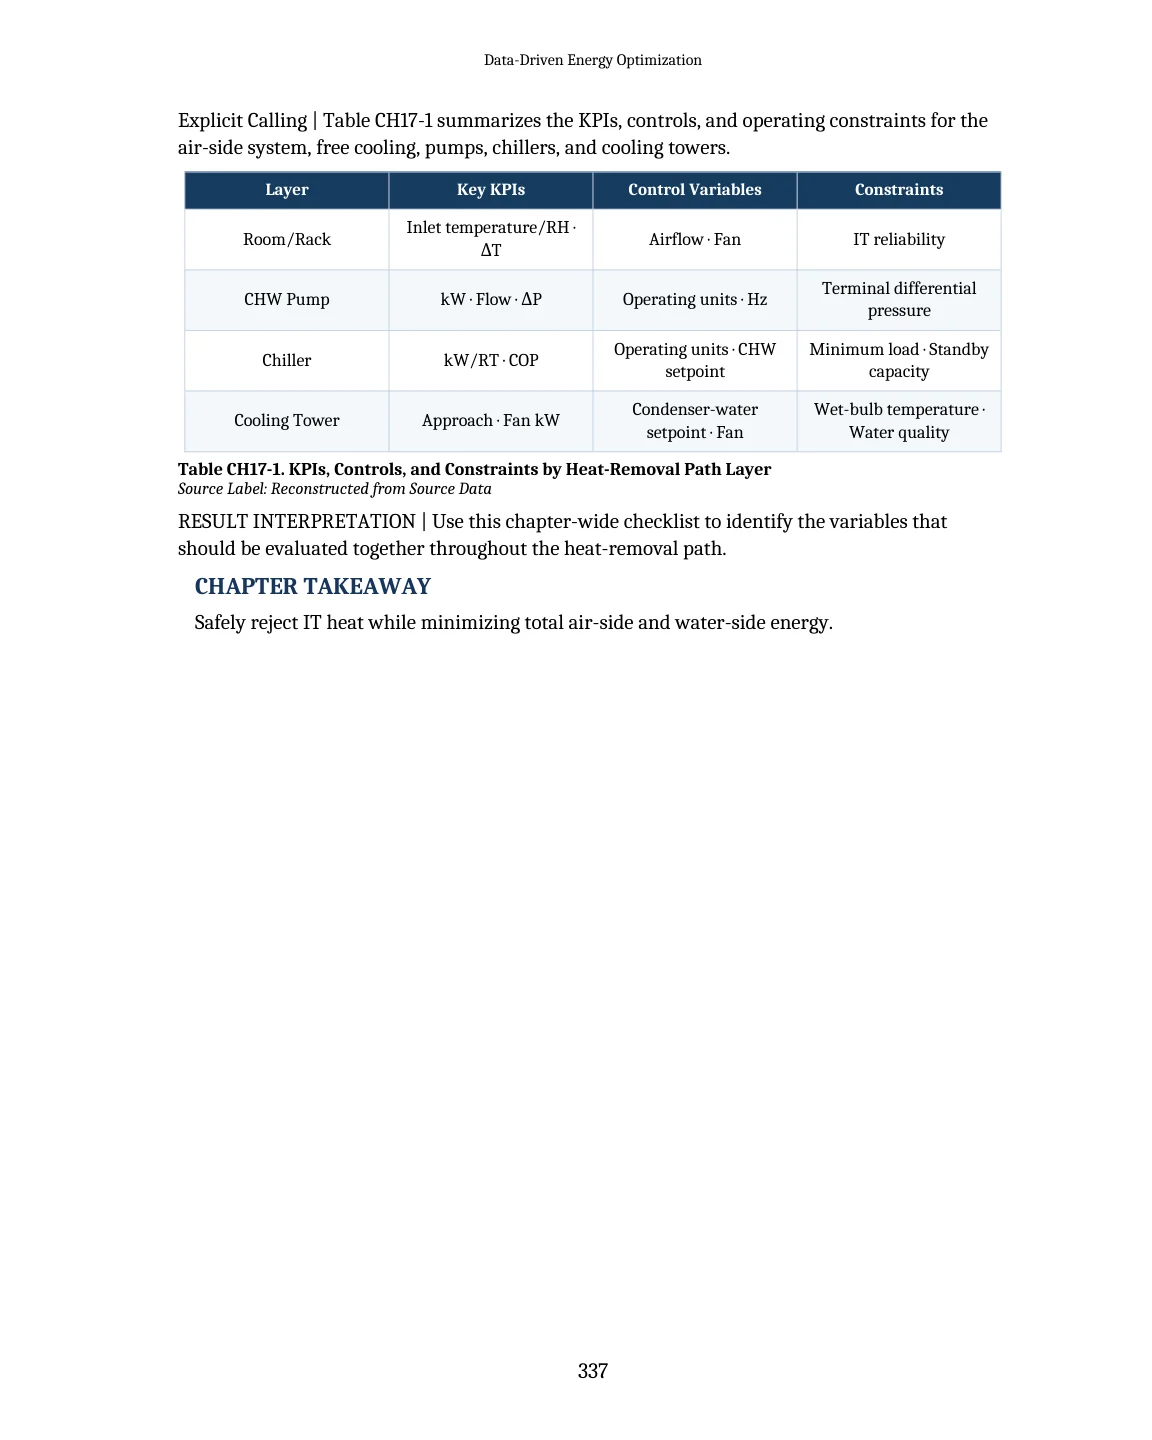 Data-Driven Energy Optimization
Explicit Calling | Table CH17-1 summarizes the KPIs, controls, and operating constraints for the
air-side system, free cooling, pumps, chillers, and cooling towers.
Layer Key KPIs Control Variables Constraints
Room/Rack Inlet temperature/RH · ΔT Airflow · Fan IT reliability
CHW Pump kW · Flow · ΔP Operating units · Hz Terminal differential pressure
Chiller kW/RT · COP Operating units · CHW setpoint Minimum load · Standby capacity
Cooling Tower Approach · Fan kW Condenser-water setpoint · Fan Wet-bulb temperature · Water quality
Table CH17-1. KPIs, Controls, and Constraints by Heat-Removal Path Layer
Source Label: Reconstructed from Source Data
RESULT INTERPRETATION | Use this chapter-wide checklist to identify the variables that
should be evaluated together throughout the heat-removal path.
CHAPTER TAKEAWAY
Safely reject IT heat while minimizing total air-side and water-side energy.
337